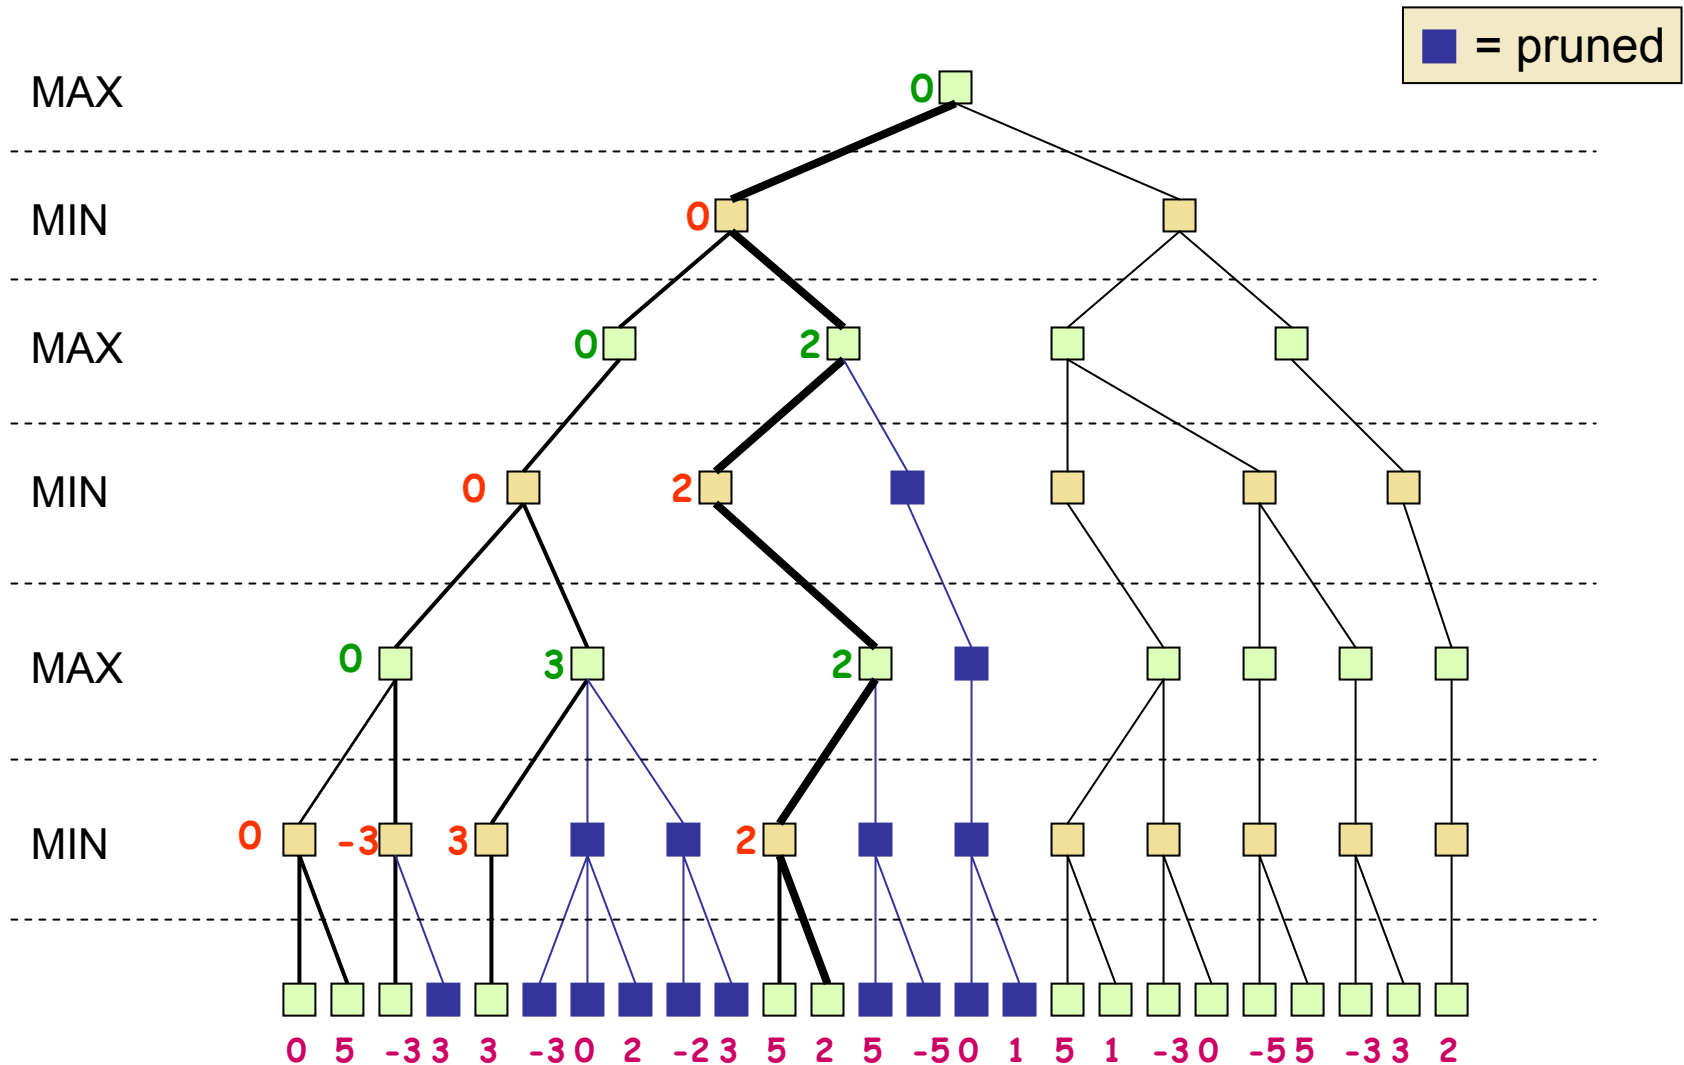 = pruned
MAX 0
MIN 0
MAX 0 2
MIN 0 2
MAX 0 3 2
MIN 0 -3 3 2
0 5 -3 3 3 -3 0 2 -2 3 5 2 5 -5 0 1 5 1 -3 0 -5 5 -3 3 2